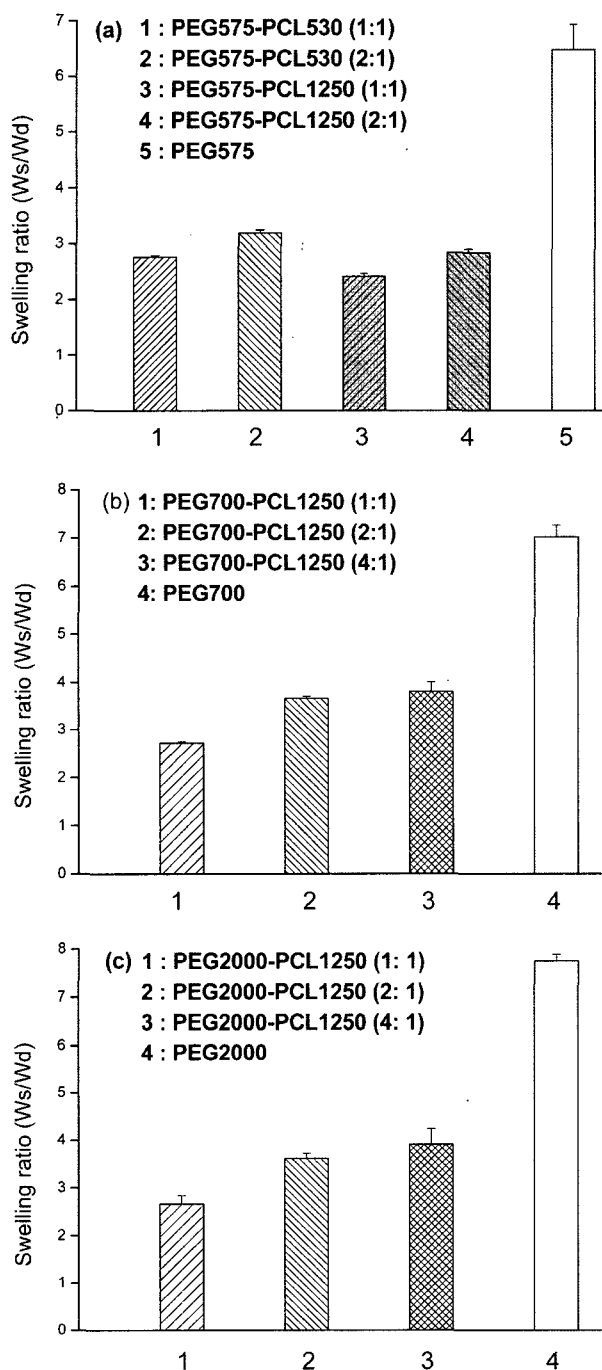 (a) 1 : PEG575-PCL530 (1:1)
2 : PEG575-PCL530 (2:1)
3 : PEG575-PCL1250 (1:1)
4 : PEG575-PCL1250 (2:1)
5 : PEG575
Swelling ratio (Ws/Wd)
7
6
5
4
3
2
1
0
1 2 3 4 5
(b) 1: PEG700-PCL1250 (1:1)
2: PEG700-PCL1250 (2:1)
3: PEG700-PCL1250 (4:1)
4: PEG700
Swelling ratio (Ws/Wd)
8
7
6
5
4
3
2
1
0
1 2 3 4
(c) 1 : PEG2000-PCL1250 (1: 1)
2 : PEG2000-PCL1250 (2: 1)
3 : PEG2000-PCL1250 (4: 1)
4 : PEG2000
Swelling ratio (Ws/Wd)
8
7
6
5
4
3
2
1
0
1 2 3 4